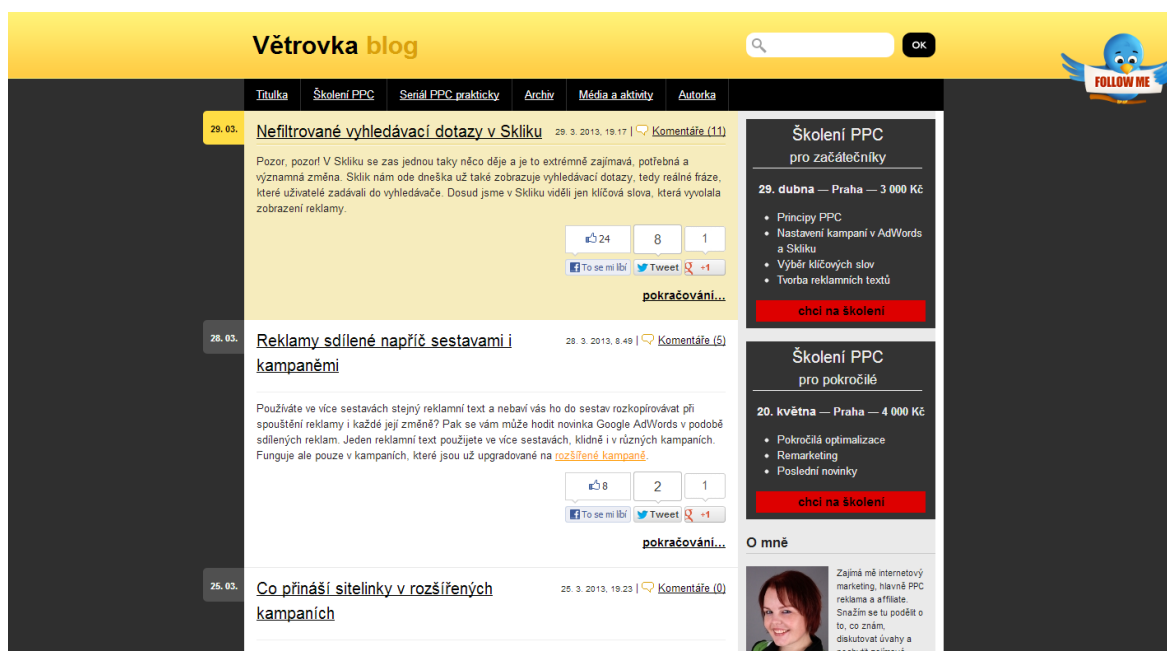 Větrovka blog
OK
FOLLOW ME
Titulka
Školení PPC
Seriál PPC prakticky
Archiv
Média a aktivity
Autorka
29. 03.
Nefiltrované vyhledávací dotazy v Skliku
29. 3. 2013, 19.17 | Komentáře (11)
Pozor, pozor! V Skliku se zas jednou taky něco děje a je to extrémně zajímavá, potřebná a
významná změna. Sklik nám ode dneška už také zobrazuje vyhledávací dotazy, tedy reálné fráze,
které uživatelé zadávali do vyhledávače. Dosud jsme v Skliku viděli jen klíčová slova, která vyvolala
zobrazení reklamy.
24
8
1
To se mi líbí
Tweet
+1
pokračování...
28. 03.
Reklamy sdílené napříč sestavami i
kampaněmi
28. 3. 2013, 8.49 | Komentáře (5)
Používáte ve více sestavách stejný reklamní text a nebaví vás ho do sestav rozkopírovávat při
spouštění reklamy i každé její změně? Pak se vám může hodit novinka Google AdWords v podobě
sdílených reklam. Jeden reklamní text použijete ve více sestavách, klidně i v různých kampaních.
Funguje ale pouze v kampaních, které jsou už upgradované na rozšířené kampaně.
8
2
1
To se mi líbí
Tweet
+1
pokračování...
25. 03.
Co přináší sitelinky v rozšířených
kampaních
25. 3. 2013, 19.23 | Komentáře (0)
Školení PPC
pro začátečníky
29. dubna — Praha — 3 000 Kč
Principy PPC
Nastavení kampaní v AdWords
a Skliku
Výběr klíčových slov
Tvorba reklamních textů
chci na školení
Školení PPC
pro pokročilé
20. května — Praha — 4 000 Kč
Pokročilá optimalizace
Remarketing
Poslední novinky
chci na školení
O mně
Zajímá mě internetový
marketing, hlavně PPC
reklama a affiliate.
Snažím se tu podělit o
to, co znám,
diskutovat úvahy a